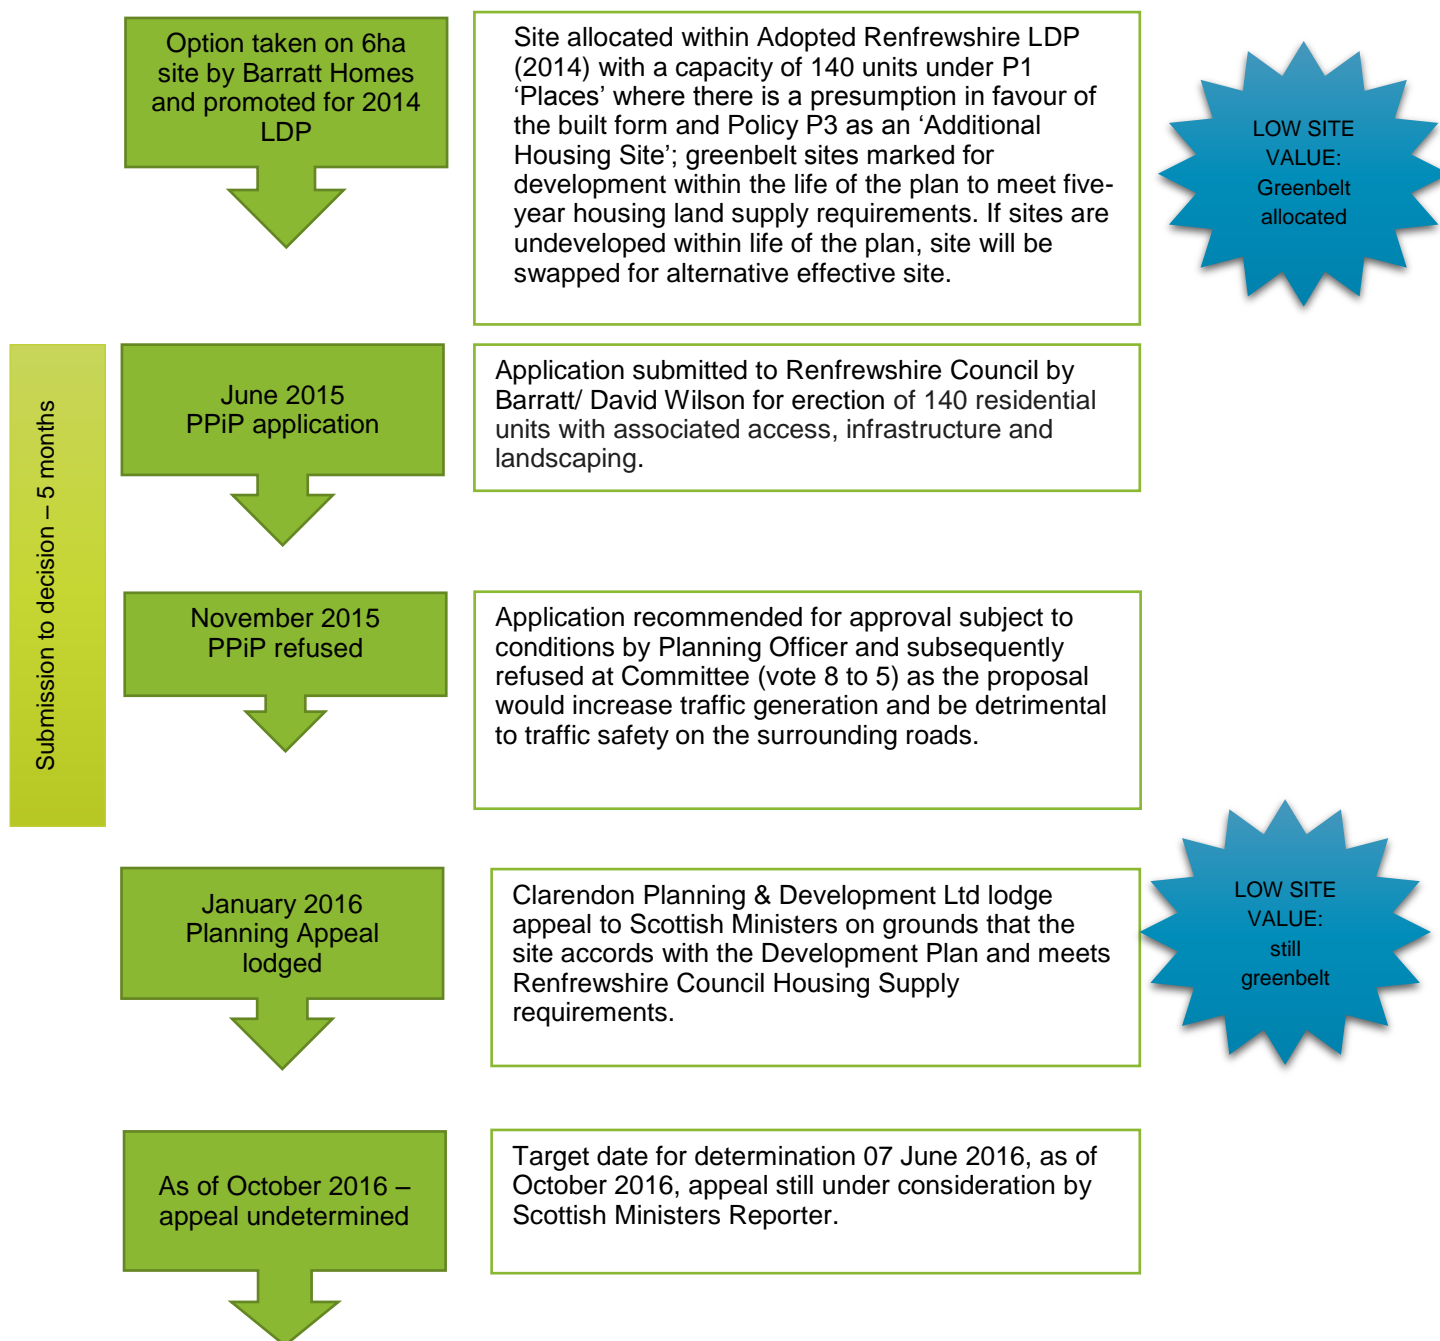 Option taken on 6ha
site by Barratt Homes
and promoted for 2014
LDP
Site allocated within Adopted Renfrewshire LDP
(2014) with a capacity of 140 units under P1
‘Places’ where there is a presumption in favour of
the built form and Policy P3 as an ‘Additional
Housing Site’; greenbelt sites marked for
development within the life of the plan to meet five-
year housing land supply requirements. If sites are
undeveloped within life of the plan, site will be
swapped for alternative effective site.
LOW SITE
VALUE:
Greenbelt
allocated
Submission to decision – 5 months
June 2015
PPiP application
Application submitted to Renfrewshire Council by
Barratt/ David Wilson for erection of 140 residential
units with associated access, infrastructure and
landscaping.
November 2015
PPiP refused
Application recommended for approval subject to
conditions by Planning Officer and subsequently
refused at Committee (vote 8 to 5) as the proposal
would increase traffic generation and be detrimental
to traffic safety on the surrounding roads.
January 2016
Planning Appeal
lodged
Clarendon Planning & Development Ltd lodge
appeal to Scottish Ministers on grounds that the
site accords with the Development Plan and meets
Renfrewshire Council Housing Supply
requirements.
LOW SITE
VALUE:
still
greenbelt
As of October 2016 –
appeal undetermined
Target date for determination 07 June 2016, as of
October 2016, appeal still under consideration by
Scottish Ministers Reporter.